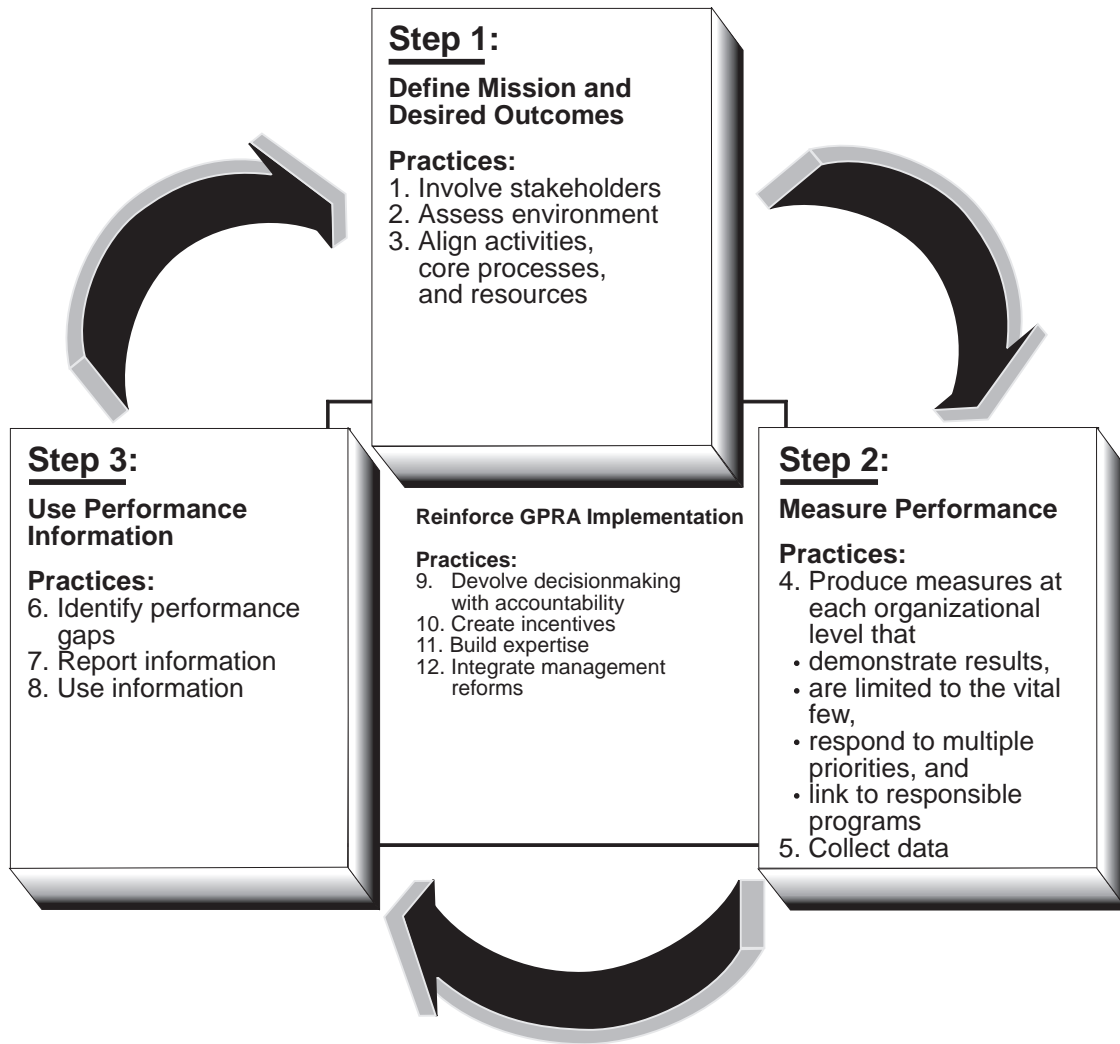 Step 1:
Define Mission and
Desired Outcomes
Practices:
1. Involve stakeholders
2. Assess environment
3. Align activities,
core processes,
and resources
Step 2:
Measure Performance
Practices:
4. Produce measures at
each organizational
level that
• demonstrate results,
• are limited to the vital
few,
• respond to multiple
priorities, and
• link to responsible
programs
5. Collect data
Step 3:
Use Performance
Information
Practices:
6. Identify performance
gaps
7. Report information
8. Use information
Reinforce GPRA Implementation
Practices:
9. Devolve decisionmaking
with accountability
10. Create incentives
11. Build expertise
12. Integrate management
reforms